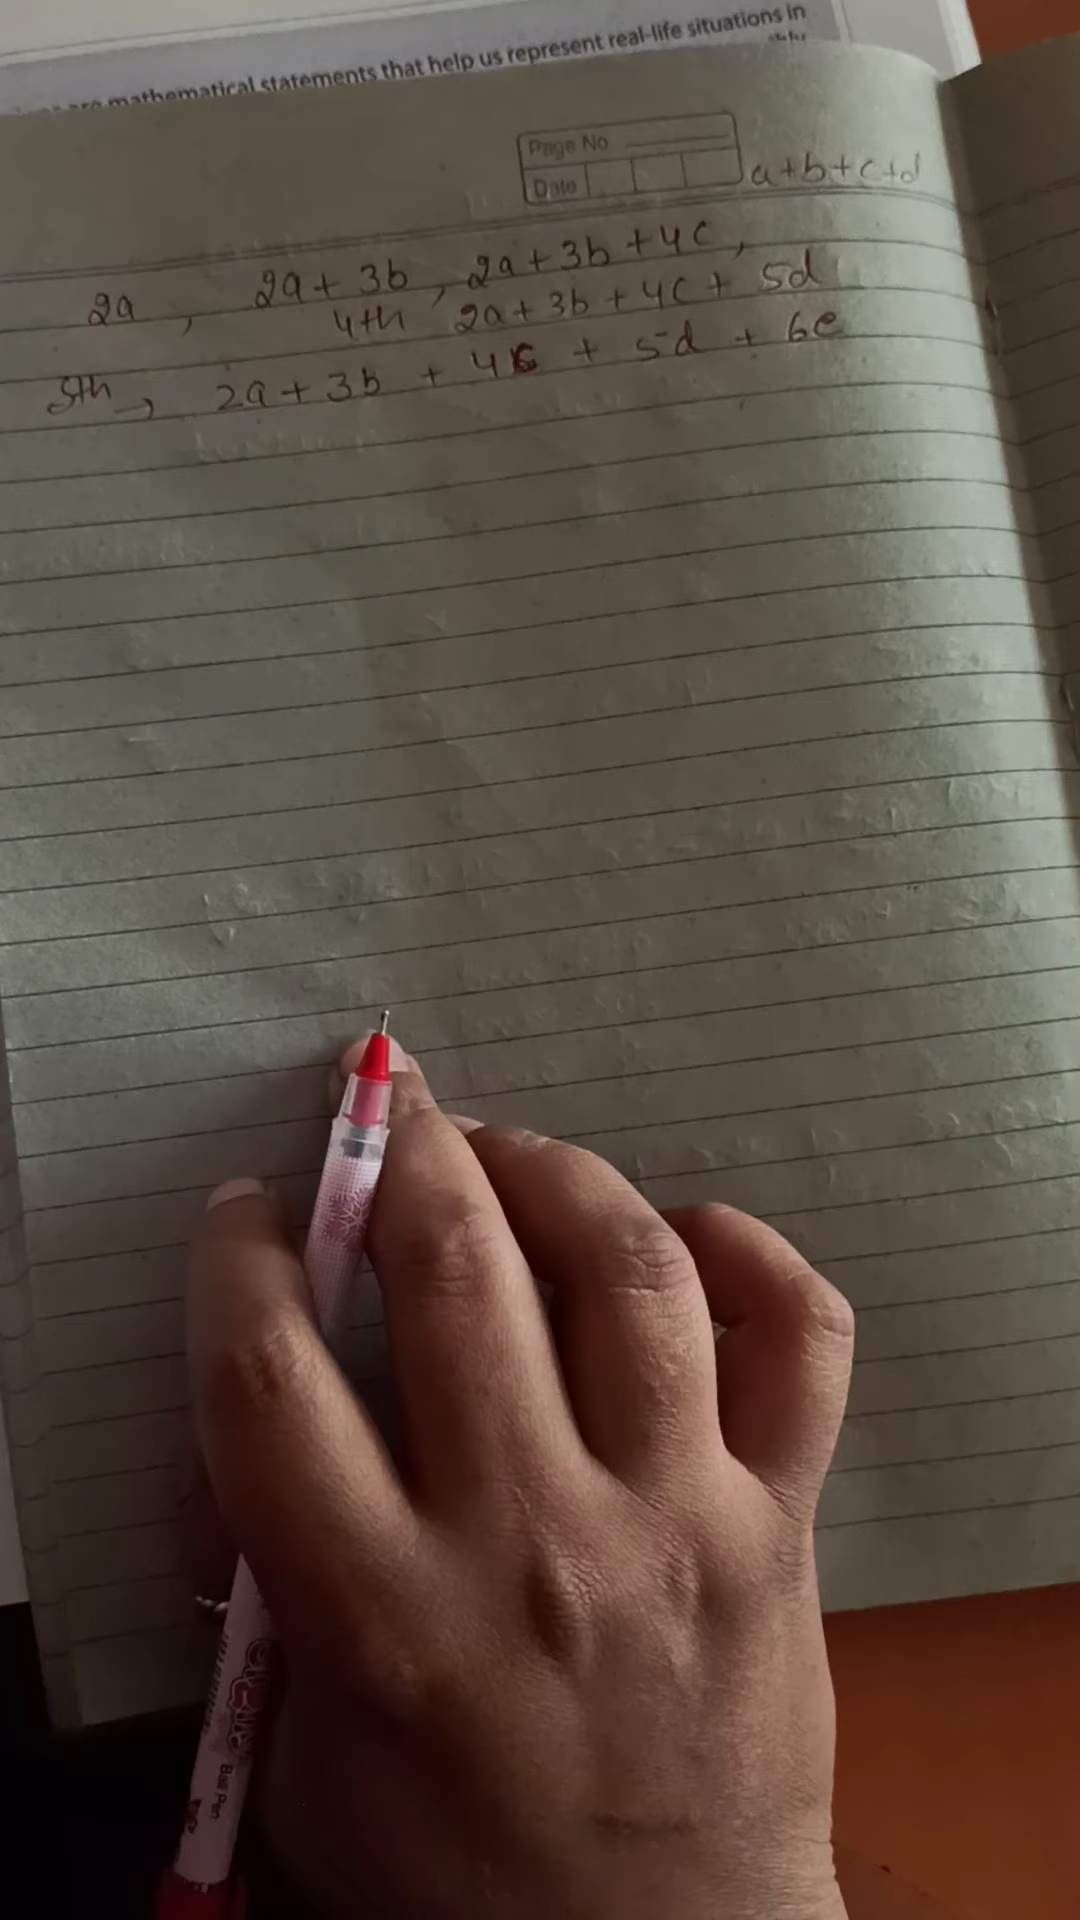 mathematical statements that help us represent real-life situations in
Page No
Date
a+b+c+d
2a , 2a + 3b , 2a + 3b + 4c ,
4th 2a + 3b + 4c + 5d
5th → 2a + 3b + 4c + 5d + 6e
Ball Pen